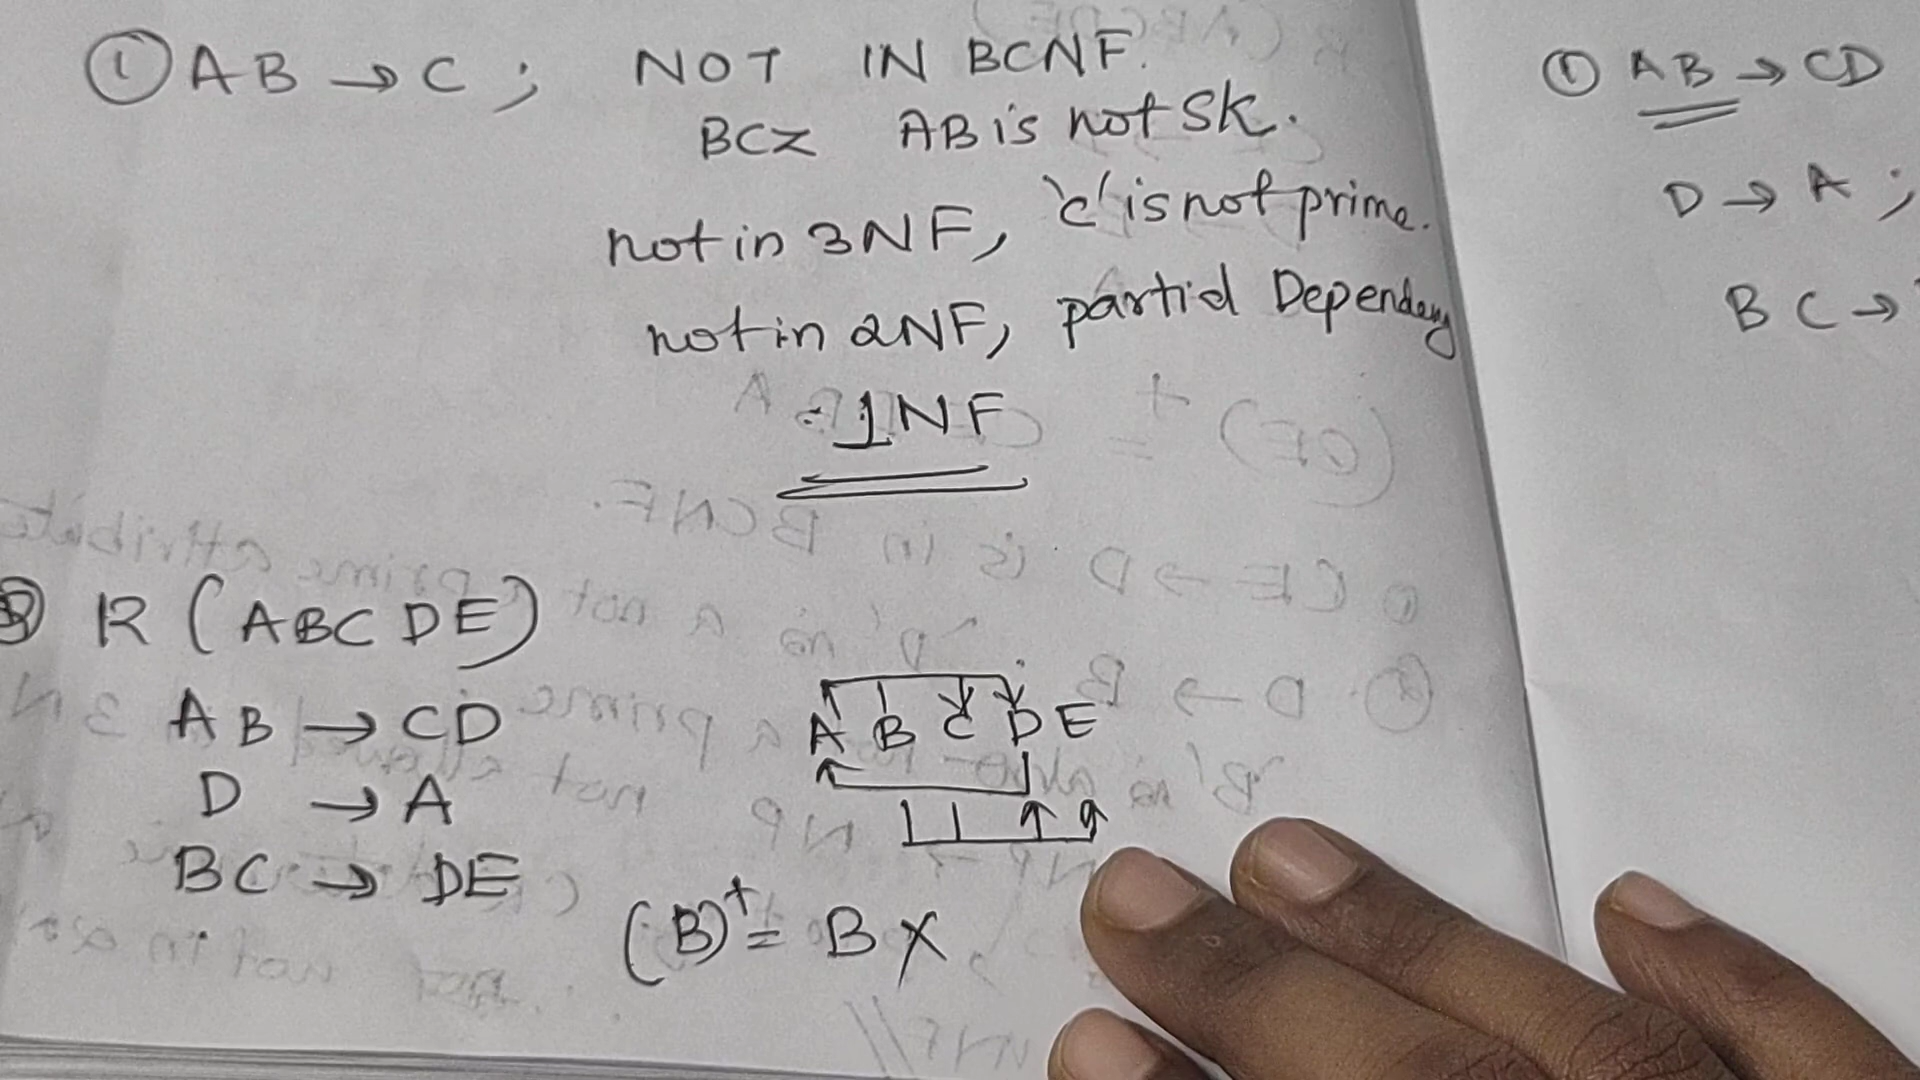 ① AB → C ; NOT IN BCNF.
BCZ AB is not SK.
not in 3NF, 'c' is not prime.
not in 2NF, partial Dependency
1NF
R (ABCDE)
AB → CD
D → A
BC → DE
A B C D E
(B)+ = B X
① AB → CD
D → A ;
BC →